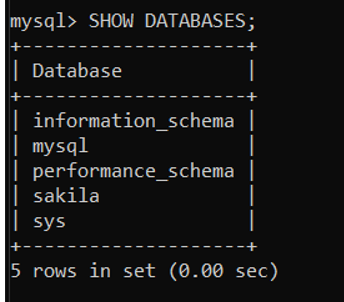 mysql> SHOW DATABASES;
+--------------------+
| Database           |
+--------------------+
| information_schema |
| mysql              |
| performance_schema |
| sakila             |
| sys                |
+--------------------+
5 rows in set (0.00 sec)